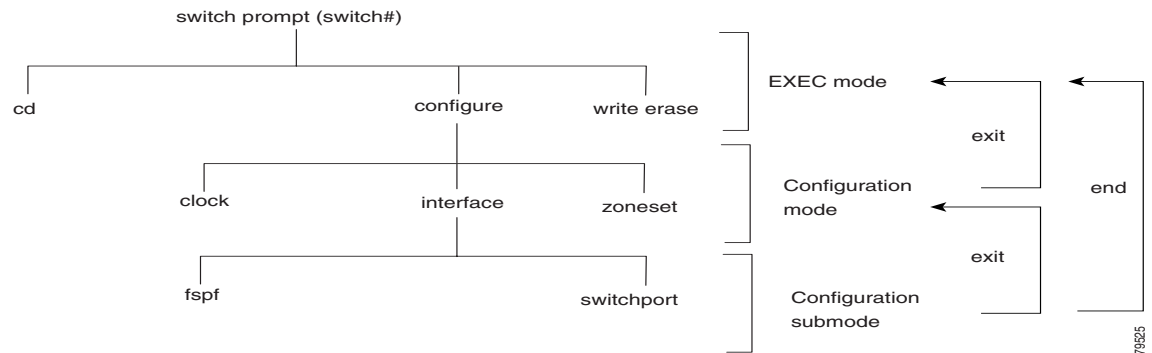 switch prompt (switch#)
EXEC mode
cd
configure
write erase
exit
clock
interface
zoneset
Configuration
mode
end
exit
fspf
switchport
Configuration
submode
79525